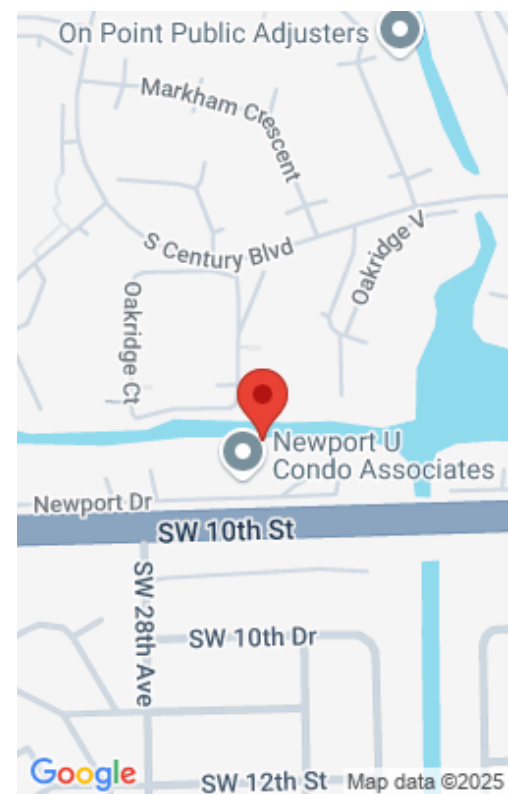 On Point Public Adjusters
Markham Crescent
S Century Blvd
Oakridge V
Oakridge Ct
Newport U
Condo Associates
Newport Dr
SW 10th St
SW 28th Ave
SW 10th Dr
SW 12th St
Google
Map data ©2025